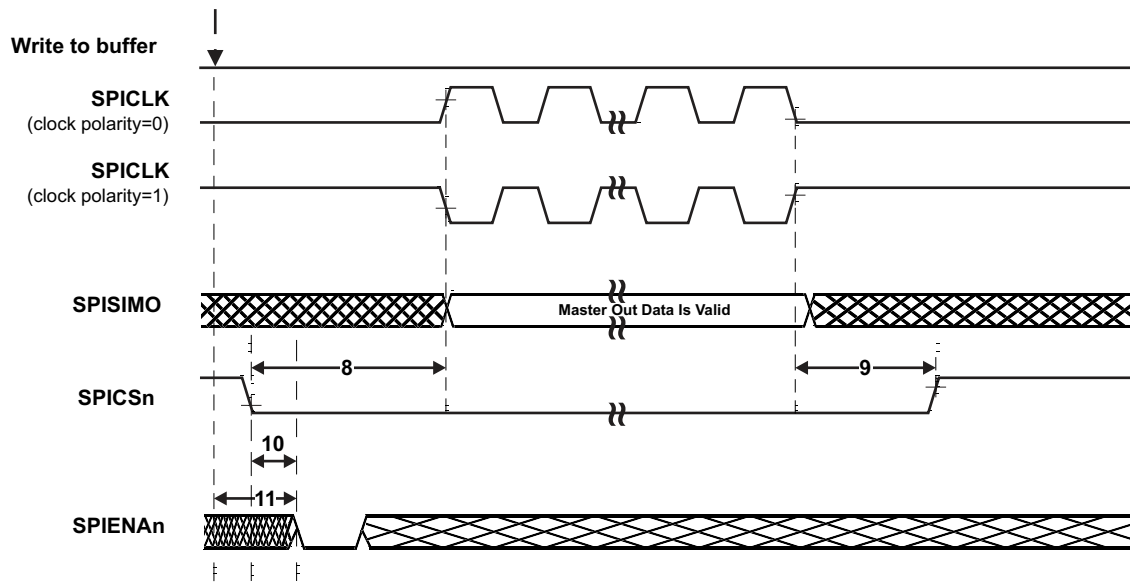 Write to buffer
SPICLK
(clock polarity=0)
SPICLK
(clock polarity=1)
SPISIMO
Master Out Data Is Valid
8
9
SPICSn
10
11
SPIENAn